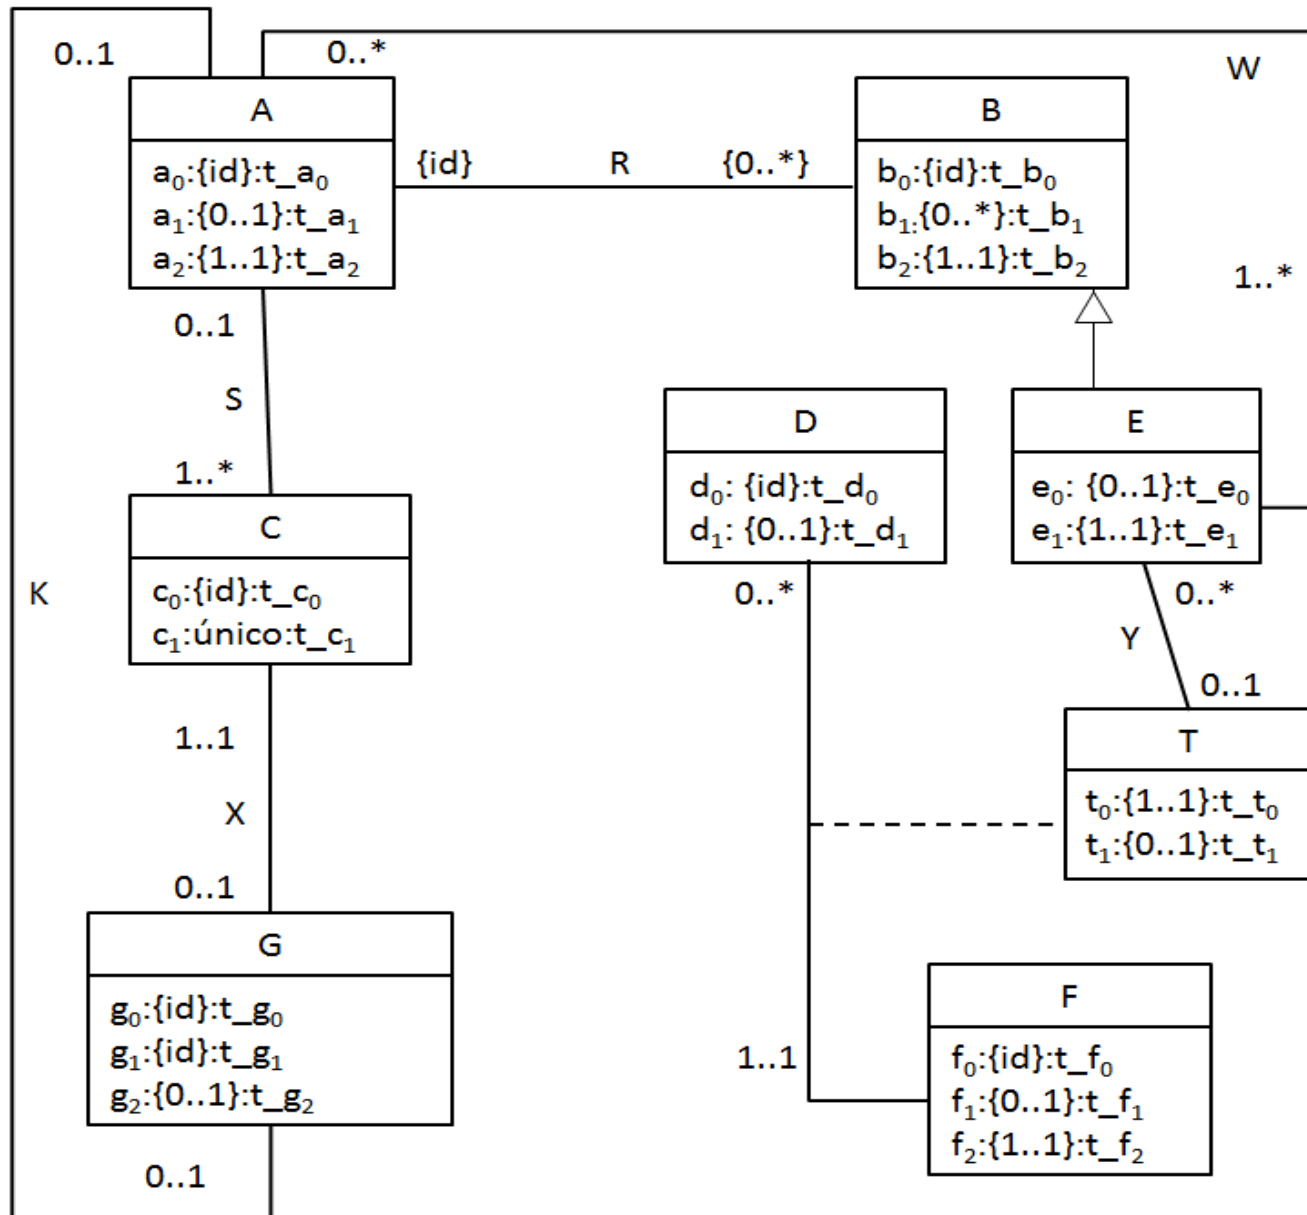 0..1
0..*
W
A
B
a₀:{id}:t_a₀
a₁:{0..1}:t_a₁
a₂:{1..1}:t_a₂
{id}
R
{0..*}
b₀:{id}:t_b₀
b₁:{0..*}:t_b₁
b₂:{1..1}:t_b₂
1..*
0..1
S
1..*
D
d₀: {id}:t_d₀
d₁: {0..1}:t_d₁
E
e₀: {0..1}:t_e₀
e₁:{1..1}:t_e₁
C
c₀:{id}:t_c₀
c₁:único:t_c₁
K
0..*
0..*
Y
0..1
1..1
X
0..1
T
t₀:{1..1}:t_t₀
t₁:{0..1}:t_t₁
G
g₀:{id}:t_g₀
g₁:{id}:t_g₁
g₂:{0..1}:t_g₂
0..1
1..1
F
f₀:{id}:t_f₀
f₁:{0..1}:t_f₁
f₂:{1..1}:t_f₂